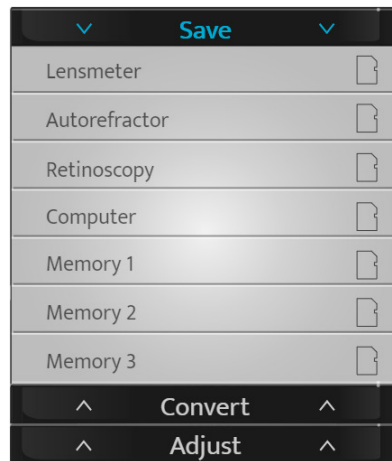 Save
Lensmeter
Autorefractor
Retinoscopy
Computer
Memory 1
Memory 2
Memory 3
Convert
Adjust